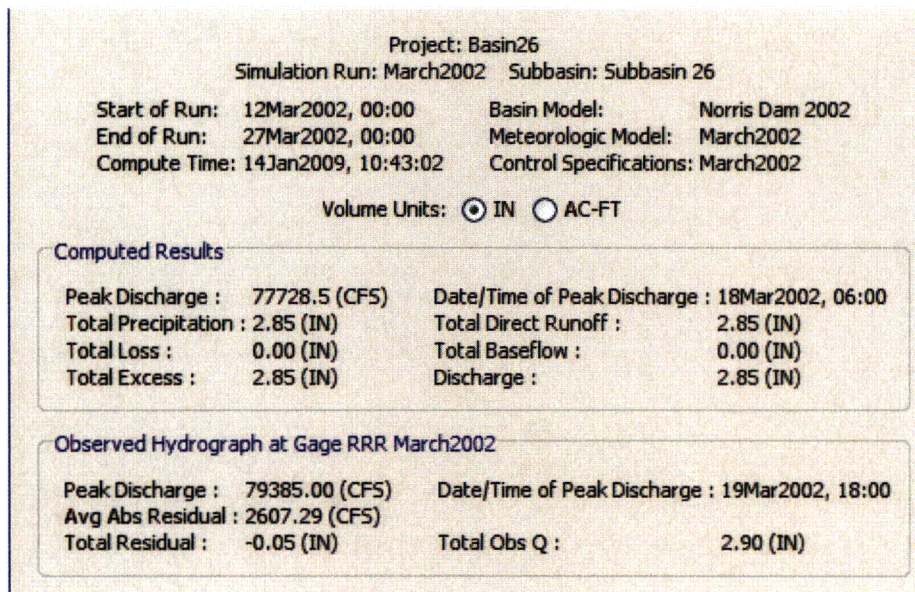 Project: Basin26
Simulation Run: March2002 Subbasin: Subbasin 26
Start of Run: 12Mar2002, 00:00 Basin Model: Norris Dam 2002
End of Run: 27Mar2002, 00:00 Meteorologic Model: March2002
Compute Time: 14Jan2009, 10:43:02 Control Specifications: March2002
Volume Units: IN AC-FT
Computed Results
Peak Discharge : 77728.5 (CFS) Date/Time of Peak Discharge : 18Mar2002, 06:00
Total Precipitation : 2.85 (IN) Total Direct Runoff : 2.85 (IN)
Total Loss : 0.00 (IN) Total Baseflow : 0.00 (IN)
Total Excess : 2.85 (IN) Discharge : 2.85 (IN)
Observed Hydrograph at Gage RRR March2002
Peak Discharge : 79385.00 (CFS) Date/Time of Peak Discharge : 19Mar2002, 18:00
Avg Abs Residual : 2607.29 (CFS)
Total Residual : -0.05 (IN) Total Obs Q : 2.90 (IN)